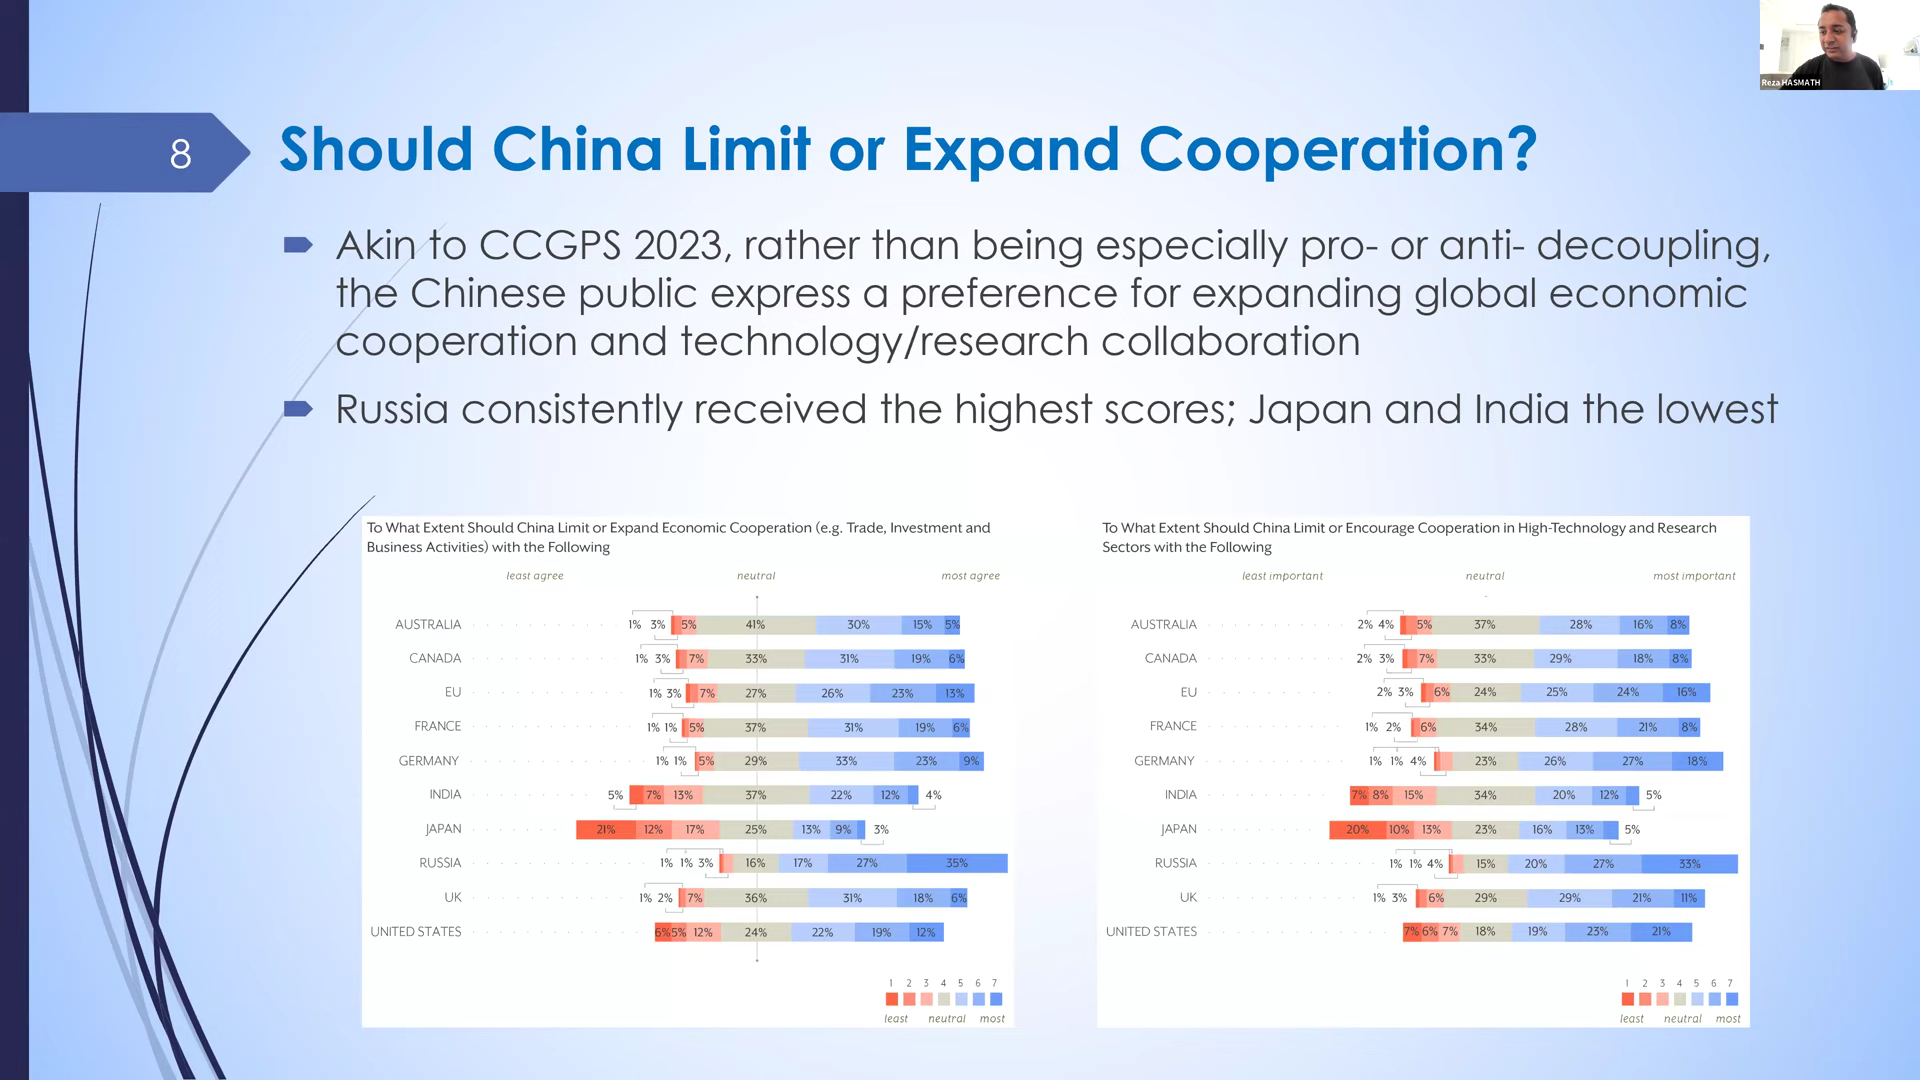 Reza HASMATH
8
Should China Limit or Expand Cooperation?
Akin to CCGPS 2023, rather than being especially pro- or anti- decoupling,
the Chinese public express a preference for expanding global economic
cooperation and technology/research collaboration
Russia consistently received the highest scores; Japan and India the lowest
To What Extent Should China Limit or Expand Economic Cooperation (e.g. Trade, Investment and
Business Activities) with the Following
least agree neutral most agree
AUSTRALIA 1% 3% 5% 41% 30% 15% 5%
CANADA 1% 3% 7% 33% 31% 19% 6%
EU 1% 3% 7% 27% 26% 23% 13%
FRANCE 1% 1% 5% 37% 31% 19% 6%
GERMANY 1% 1% 5% 29% 33% 23% 9%
INDIA 5% 7% 13% 37% 22% 12% 4%
JAPAN 21% 12% 17% 25% 13% 9% 3%
RUSSIA 1% 1% 3% 16% 17% 27% 35%
UK 1% 2% 7% 36% 31% 18% 6%
UNITED STATES 6% 5% 12% 24% 22% 19% 12%
1 2 3 4 5 6 7
least neutral most
To What Extent Should China Limit or Encourage Cooperation in High-Technology and Research
Sectors with the Following
least important neutral most important
AUSTRALIA 2% 4% 5% 37% 28% 16% 8%
CANADA 2% 3% 7% 33% 29% 18% 8%
EU 2% 3% 6% 24% 25% 24% 16%
FRANCE 1% 2% 6% 34% 28% 21% 8%
GERMANY 1% 1% 4% 23% 26% 27% 18%
INDIA 7% 8% 15% 34% 20% 12% 5%
JAPAN 20% 10% 13% 23% 16% 13% 5%
RUSSIA 1% 1% 4% 15% 20% 27% 33%
UK 1% 3% 6% 29% 29% 21% 11%
UNITED STATES 7% 6% 7% 18% 19% 23% 21%
1 2 3 4 5 6 7
least neutral most